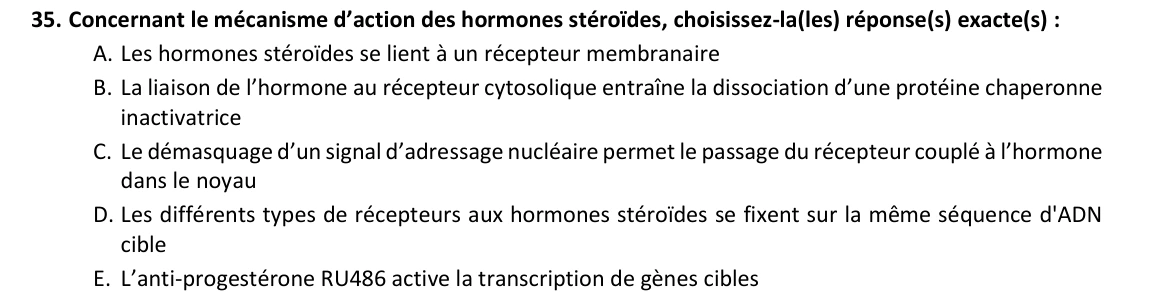 35. Concernant le mécanisme d’action des hormones stéroïdes, choisissez-la(les) réponse(s) exacte(s) :
A. Les hormones stéroïdes se lient à un récepteur membranaire
B. La liaison de l’hormone au récepteur cytosolique entraîne la dissociation d’une protéine chaperonne
inactivatrice
C. Le démasquage d’un signal d’adressage nucléaire permet le passage du récepteur couplé à l’hormone
dans le noyau
D. Les différents types de récepteurs aux hormones stéroïdes se fixent sur la même séquence d'ADN
cible
E. L’anti-progestérone RU486 active la transcription de gènes cibles